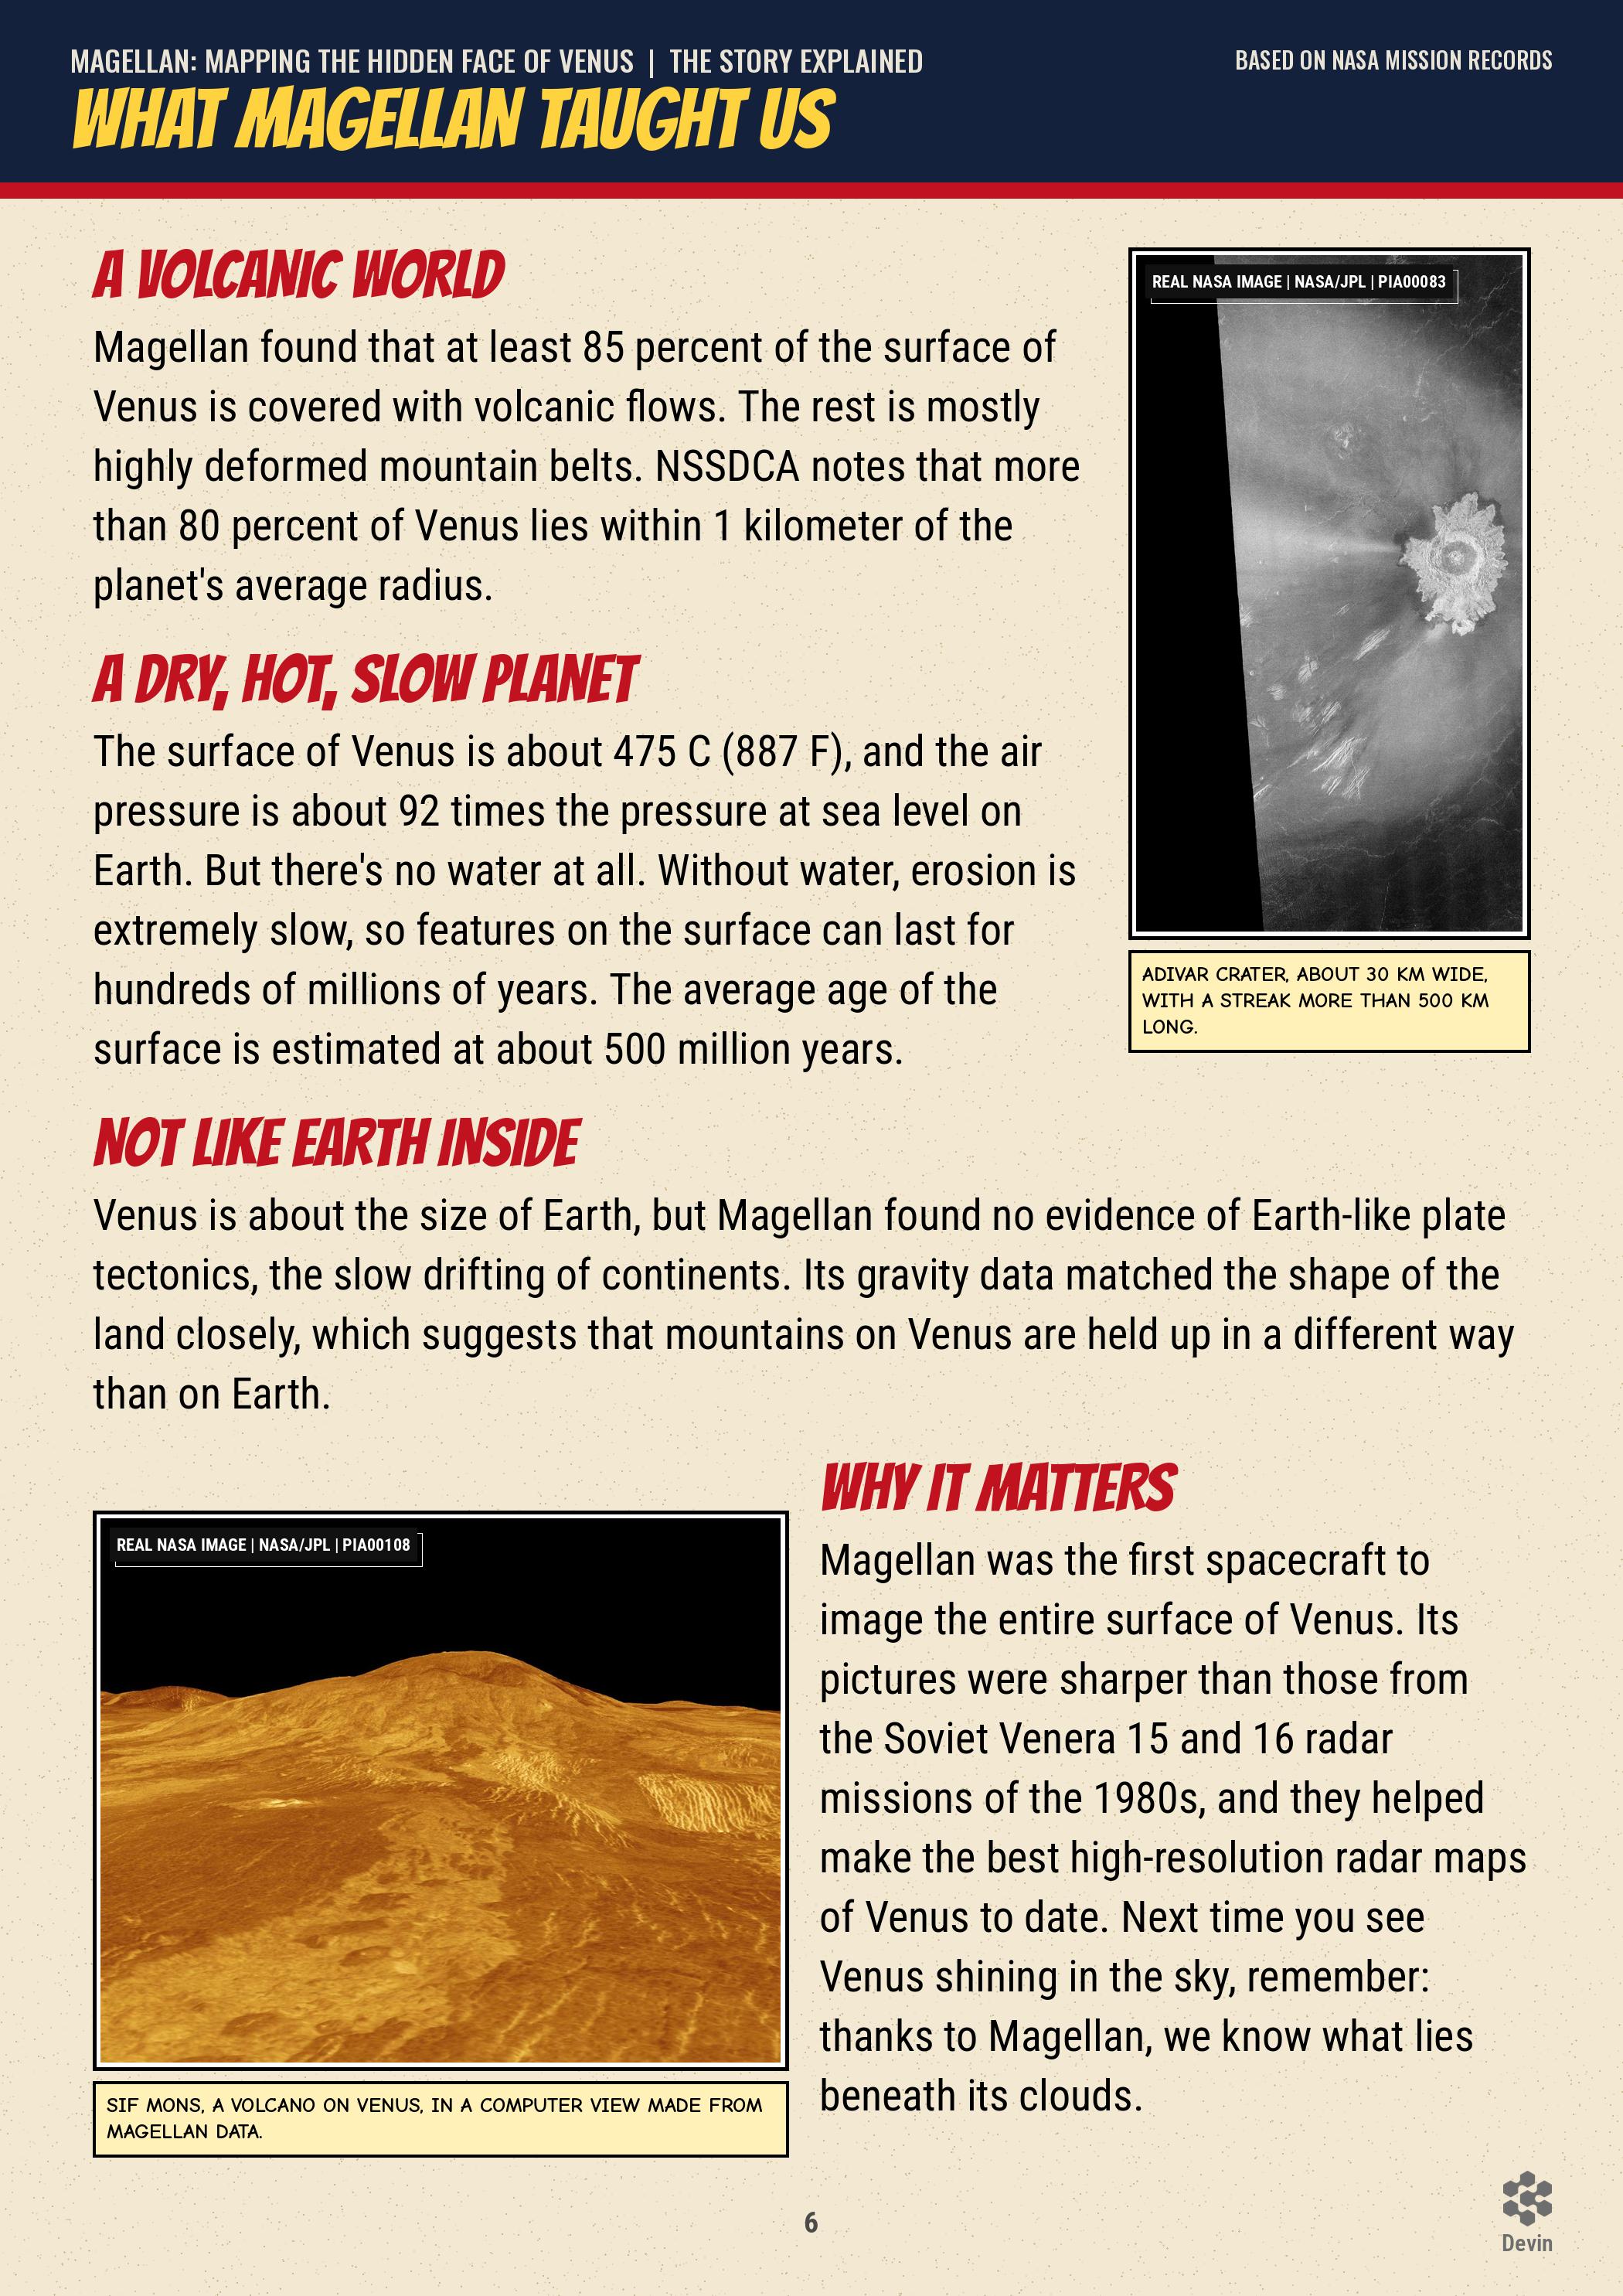 MAGELLAN: MAPPING THE HIDDEN FACE OF VENUS | THE STORY EXPLAINED
BASED ON NASA MISSION RECORDS
WHAT MAGELLAN TAUGHT US
A VOLCANIC WORLD
Magellan found that at least 85 percent of the surface of
Venus is covered with volcanic flows. The rest is mostly
highly deformed mountain belts. NSSDCA notes that more
than 80 percent of Venus lies within 1 kilometer of the
planet's average radius.
A DRY, HOT, SLOW PLANET
The surface of Venus is about 475 C (887 F), and the air
pressure is about 92 times the pressure at sea level on
Earth. But there's no water at all. Without water, erosion is
extremely slow, so features on the surface can last for
hundreds of millions of years. The average age of the
surface is estimated at about 500 million years.
REAL NASA IMAGE | NASA/JPL | PIA00083
ADIVAR CRATER, ABOUT 30 KM WIDE,
WITH A STREAK MORE THAN 500 KM
LONG.
NOT LIKE EARTH INSIDE
Venus is about the size of Earth, but Magellan found no evidence of Earth-like plate
tectonics, the slow drifting of continents. Its gravity data matched the shape of the
land closely, which suggests that mountains on Venus are held up in a different way
than on Earth.
REAL NASA IMAGE | NASA/JPL | PIA00108
SIF MONS, A VOLCANO ON VENUS, IN A COMPUTER VIEW MADE FROM
MAGELLAN DATA.
WHY IT MATTERS
Magellan was the first spacecraft to
image the entire surface of Venus. Its
pictures were sharper than those from
the Soviet Venera 15 and 16 radar
missions of the 1980s, and they helped
make the best high-resolution radar maps
of Venus to date. Next time you see
Venus shining in the sky, remember:
thanks to Magellan, we know what lies
beneath its clouds.
6
Devin